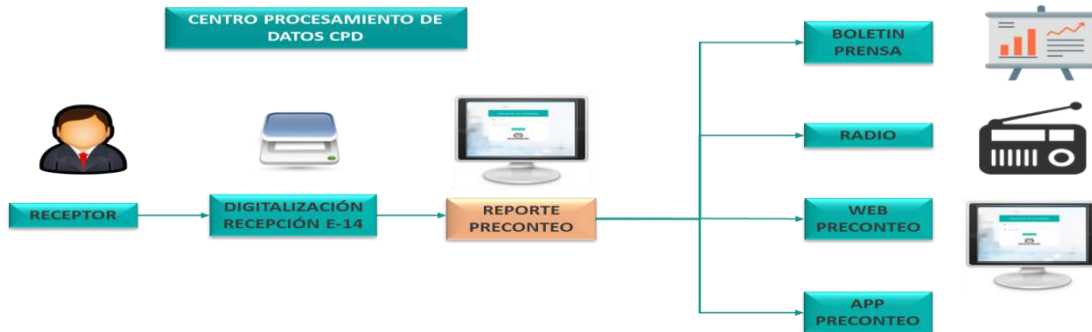 CENTRO PROCESAMIENTO DE
DATOS CPD
RECEPTOR
DIGITALIZACIÓN
RECEPCIÓN E-14
REPORTE
PRECONTEO
BOLETIN
PRENSA
RADIO
WEB
PRECONTEO
APP
PRECONTEO